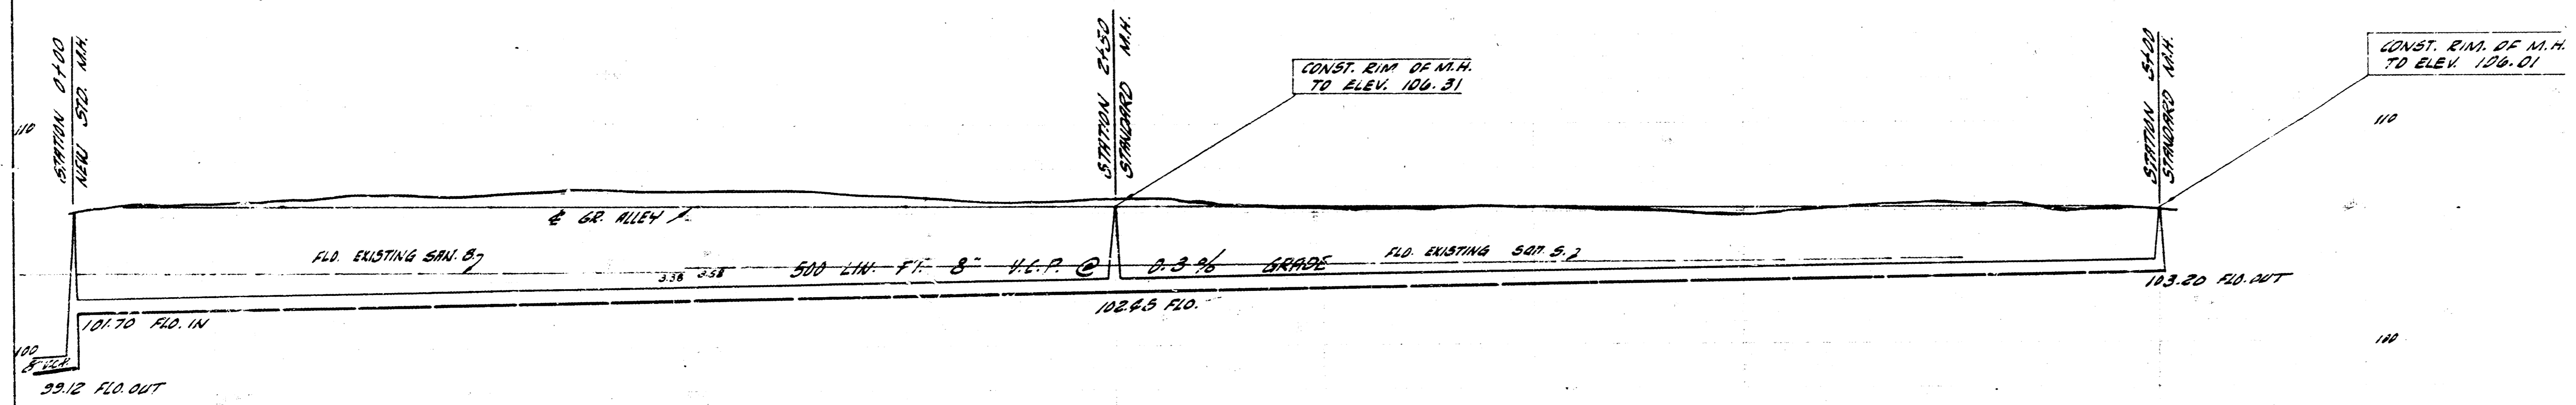 STATION 0+00
NEW STD. M.H.
STATION 2+50
STANDARD M.H.
CONST. RIM OF M.H.
TO ELEV. 106.31
STATION 5+00
STANDARD M.H.
CONST. RIM. OF M.H.
TO ELEV. 106.01
110
110
℄ GR. ALLEY
FLO. EXISTING SAN. S.
3.38 3.58
500 LIN. FT. 8" V.C.P. @ 0.3% GRADE
FLO. EXISTING SAN. S.
103.20 FLO. OUT
102.45 FLO.
101.70 FLO. IN
100
100
8" V.C.P.
99.12 FLO. OUT